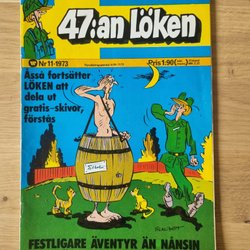 47:an Löken
Nr 11-1973
Pris 1:90
Asså fortsätter
LÖKEN att
dela ut
gratis-skivor,
förstås
FESTLIGARE ÄVENTYR ÄN NÅNSIN